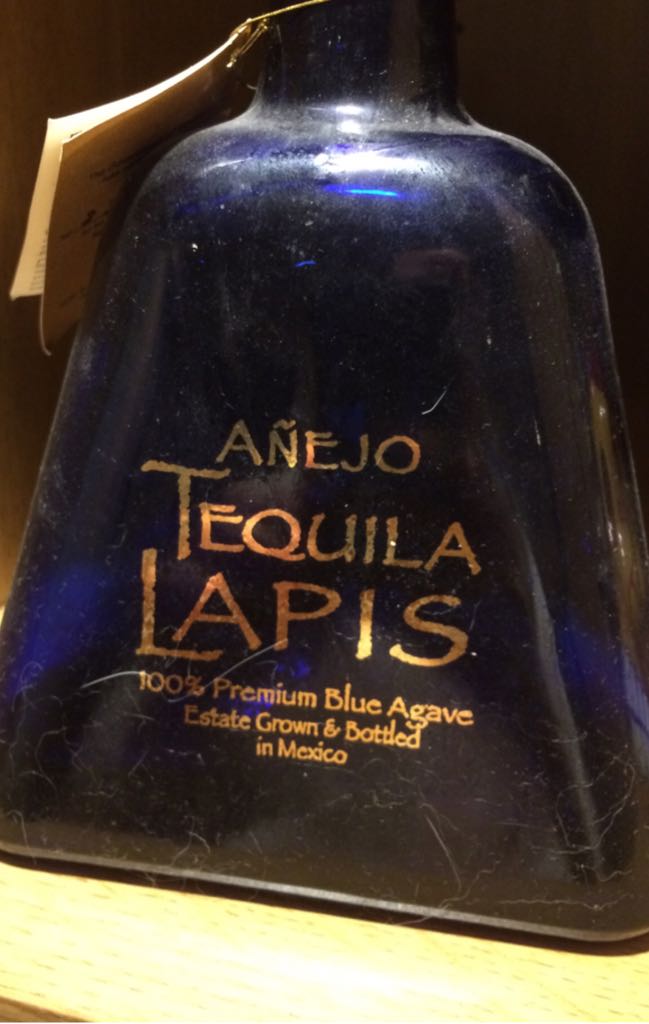 AÑEJO
TEQUILA
LAPIS
100% Premium Blue Agave
Estate Grown & Bottled
in Mexico